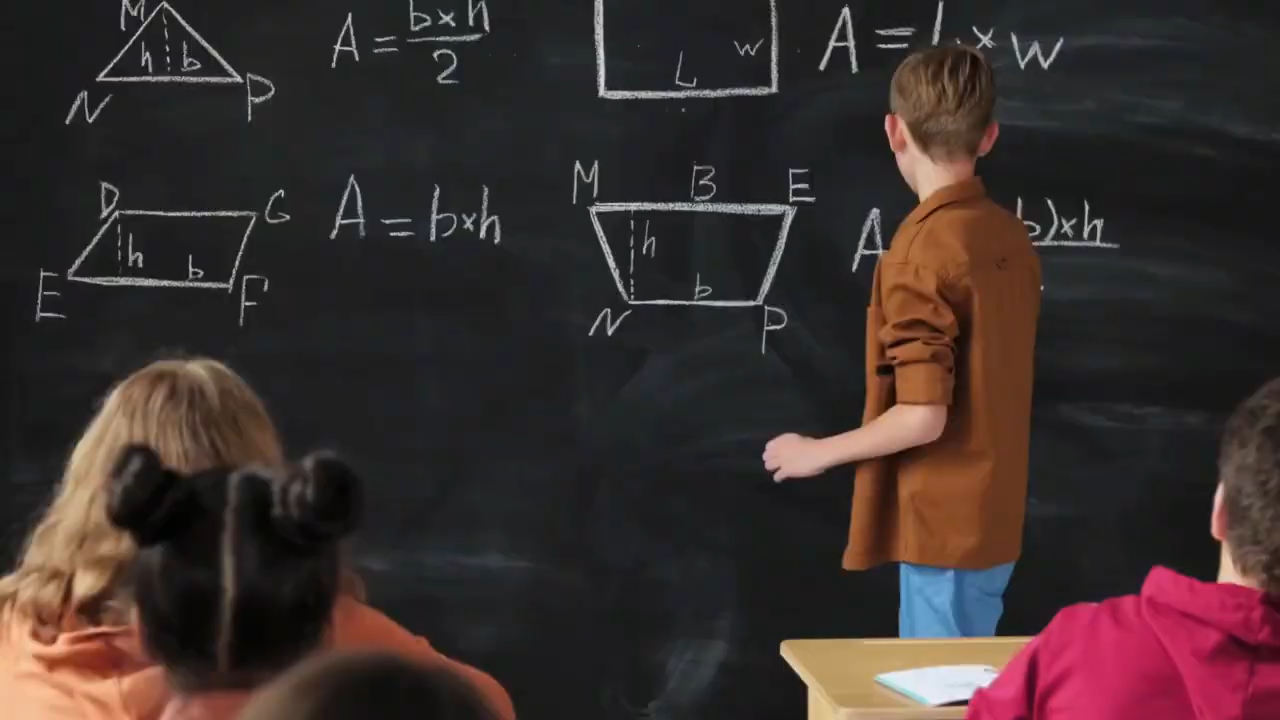 M
h b
N P
A = b×h
2
w
L
A = L × w
D G
h b
E F
A = b×h
M B E
h
b
N P
A b)×h